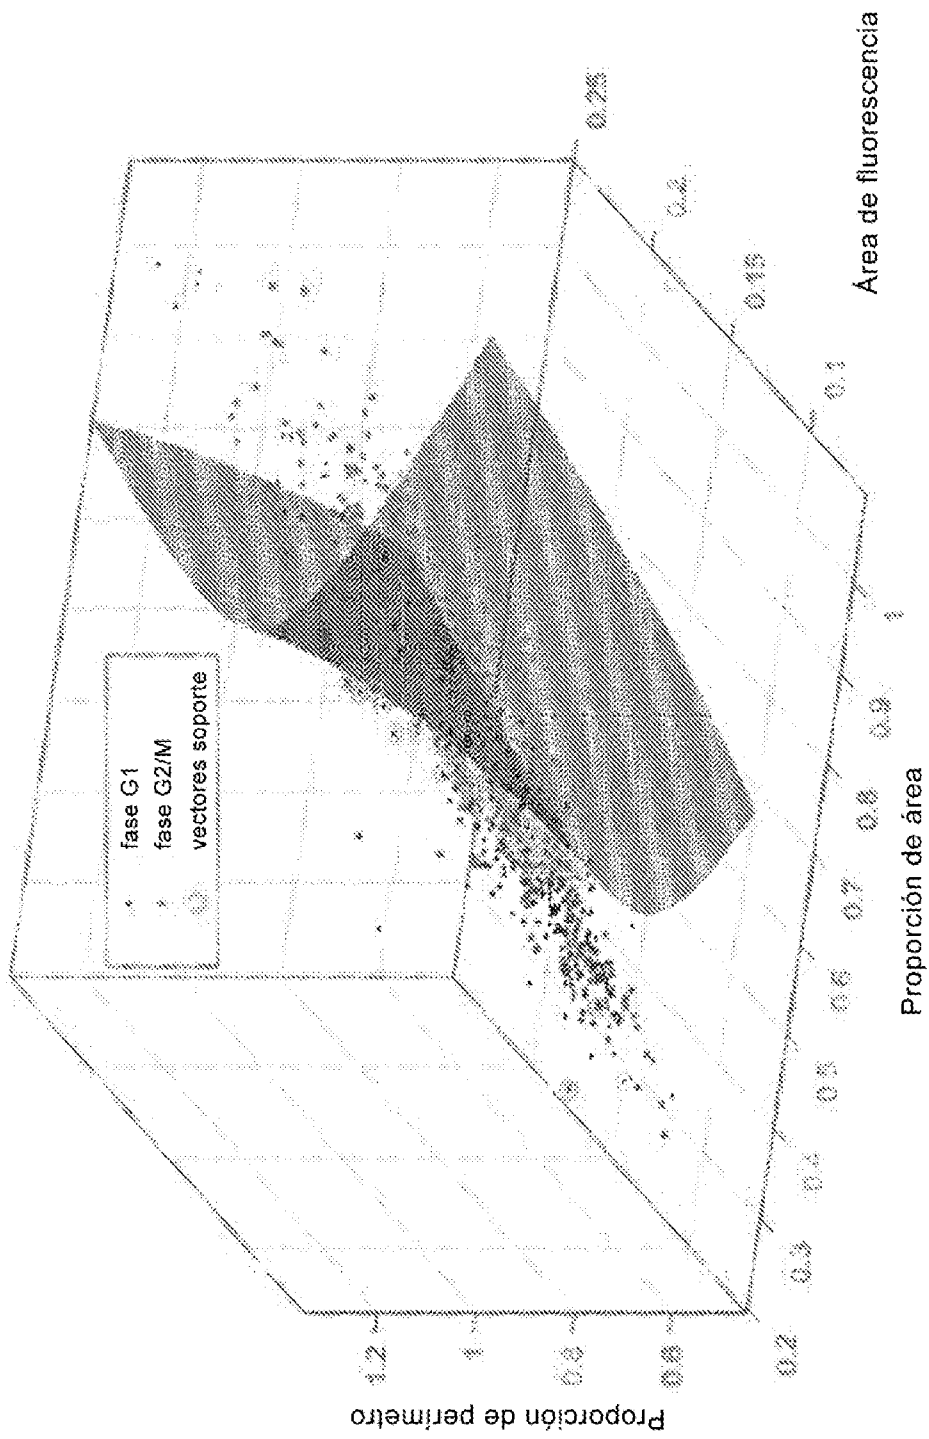 fase G1
fase G2/M
vectores soporte
Proporción de perímetro
1.2
1
0.8
0.6
0.2
0.3
0.4
0.5
0.6
0.7
0.8
0.9
1
Proporción de área
0.1
0.15
0.2
0.25
Área de fluorescencia